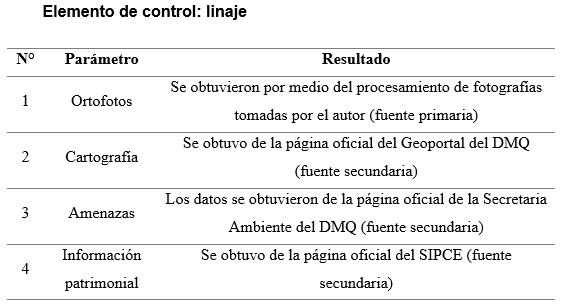 Elemento de control: linaje
N° Parámetro Resultado
Se obtuvieron por medio del procesamiento de fotografías
1 Ortofotos
tomadas por el autor (fuente primaria)
Se obtuvo de la página oficial del Geoportal del DMQ
2 Cartografía
(fuente secundaria)
Los datos se obtuvieron de la página oficial de la Secretaria
3 Amenazas
Ambiente del DMQ (fuente secundaria)
Información Se obtuvo de la página oficial del SIPCE (fuente
4
patrimonial secundaria)